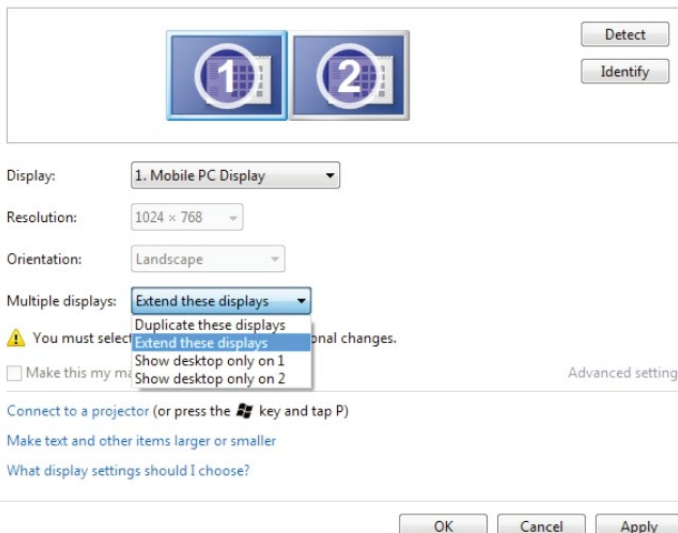 1 2
Detect
Identify
Display: 1. Mobile PC Display
Resolution: 1024 × 768
Orientation: Landscape
Multiple displays: Extend these displays
Duplicate these displays
Extend these displays
Show desktop only on 1
Show desktop only on 2
You must select onal changes.
Make this my ma
Advanced setting
Connect to a projector (or press the key and tap P)
Make text and other items larger or smaller
What display settings should I choose?
OK Cancel Apply